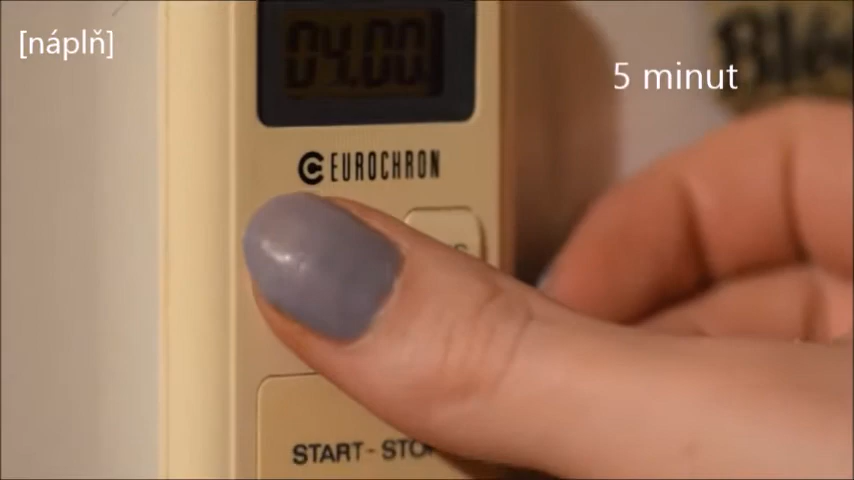 [náplň]
5 minut
04.00
EUROCHRON
START-STO